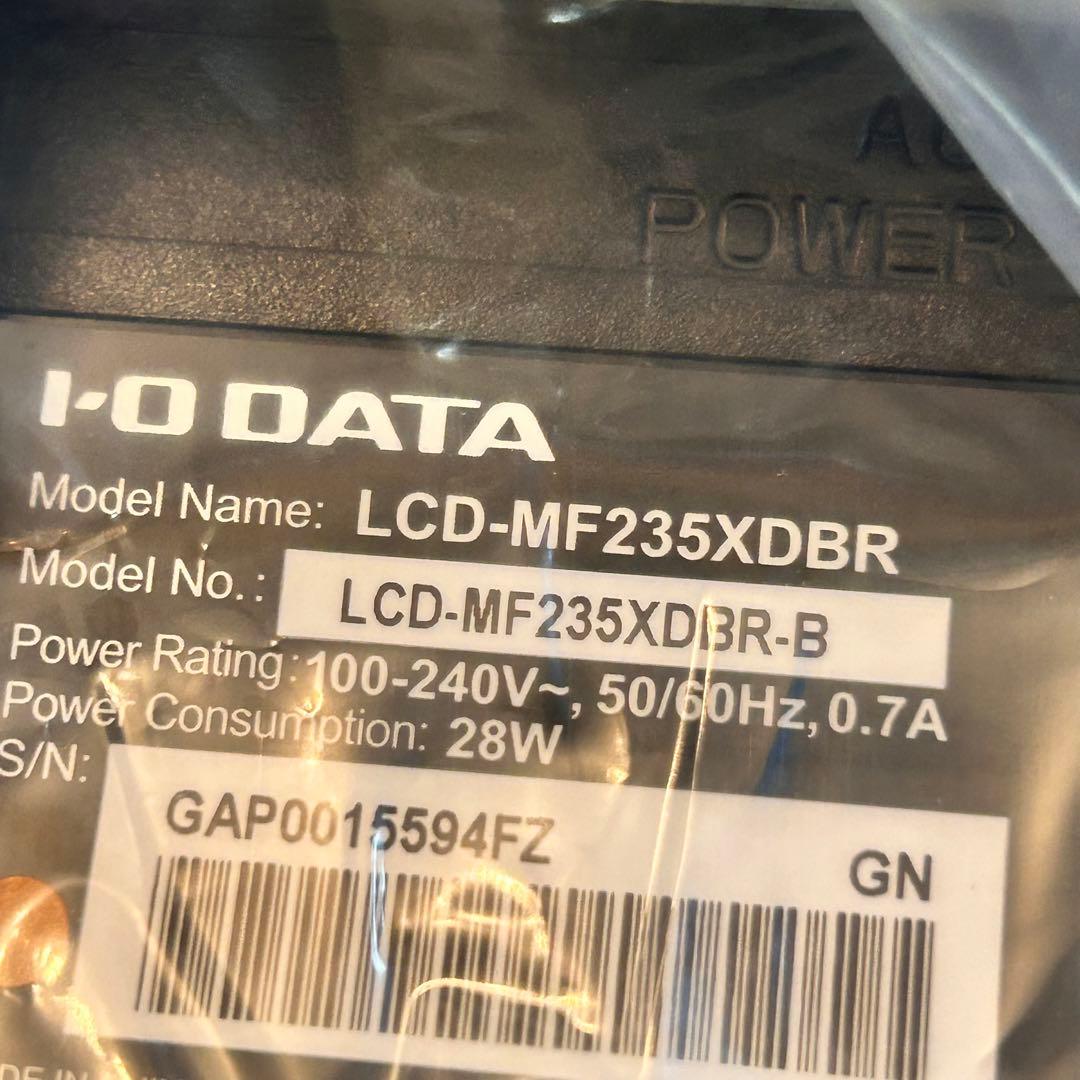 POWER
I-O DATA
Model Name: LCD-MF235XDBR
Model No.: LCD-MF235XDBR-B
Power Rating: 100-240V~, 50/60Hz, 0.7A
Power Consumption: 28W
S/N:
GAP0015594FZ
GN